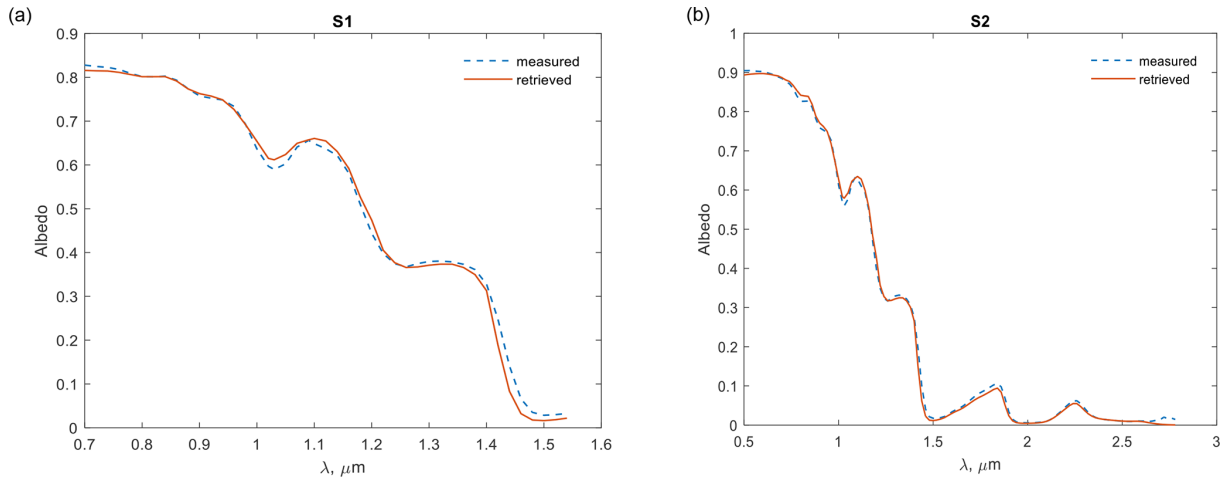 (a)
S1
0.9
0.8
0.7
0.6
0.5
0.4
0.3
0.2
0.1
0
Albedo
measured
retrieved
0.7 0.8 0.9 1 1.1 1.2 1.3 1.4 1.5 1.6
λ, μm
(b)
S2
1
0.9
0.8
0.7
0.6
0.5
0.4
0.3
0.2
0.1
0
Albedo
measured
retrieved
0.5 1 1.5 2 2.5 3
λ, μm